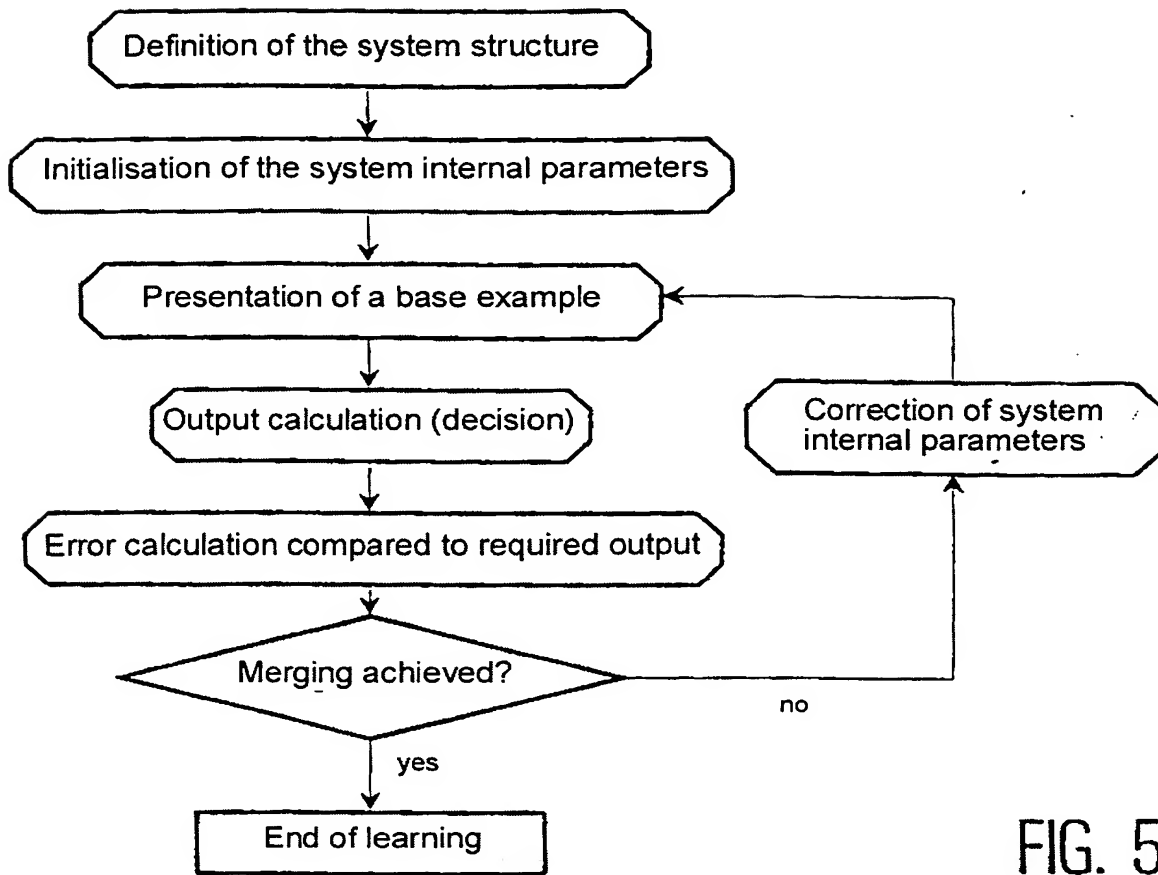 Definition of the system structure
Initialisation of the system internal parameters
Presentation of a base example
Output calculation (decision)
Correction of system
internal parameters
Error calculation compared to required output
Merging achieved?
no
yes
End of learning
FIG. 5